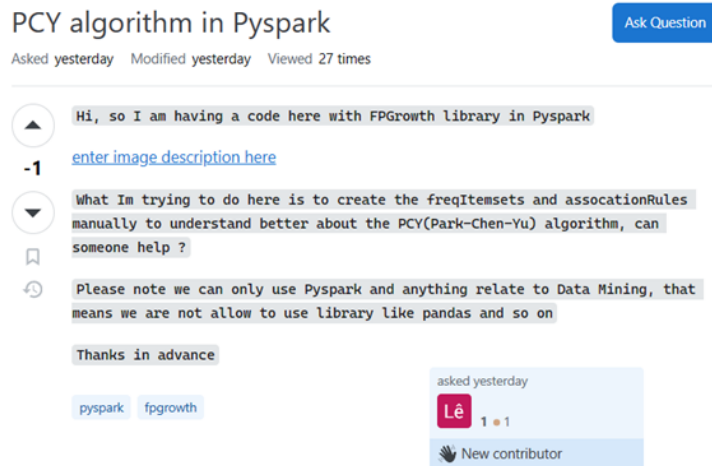 PCY algorithm in Pyspark
Ask Question
Asked yesterday Modified yesterday Viewed 27 times
Hi, so I am having a code here with FPGrowth library in Pyspark
enter image description here
-1
What Im trying to do here is to create the freqItemsets and assocationRules
manually to understand better about the PCY(Park-Chen-Yu) algorithm, can
someone help ?
Please note we can only use Pyspark and anything relate to Data Mining, that
means we are not allow to use library like pandas and so on
Thanks in advance
pyspark fpgrowth
asked yesterday
Lê
1 1
New contributor